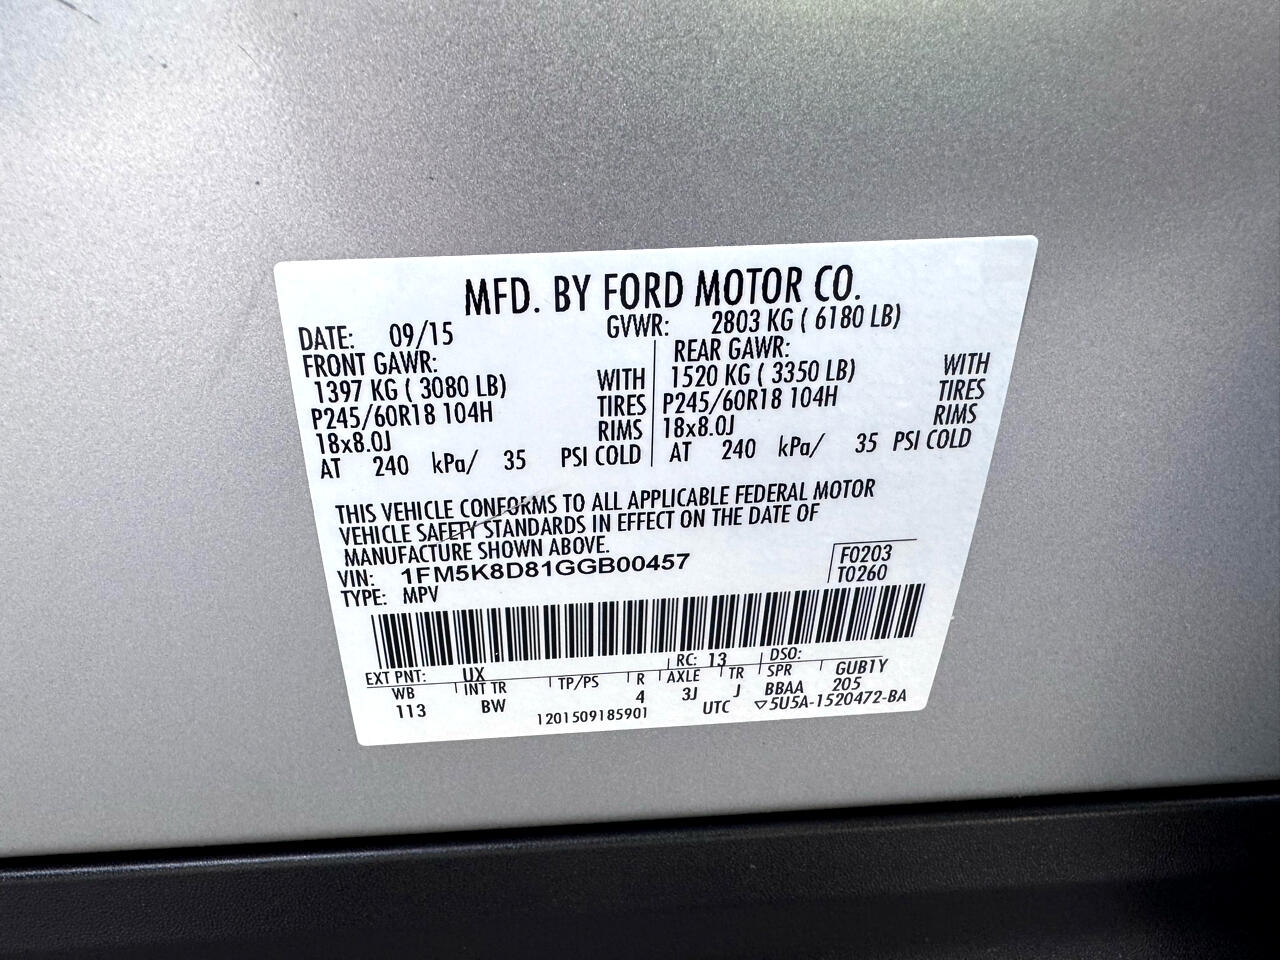 MFD. BY FORD MOTOR CO.
DATE: 09/15 GVWR: 2803 KG ( 6180 LB)
FRONT GAWR: REAR GAWR:
1397 KG ( 3080 LB) WITH 1520 KG ( 3350 LB) WITH
P245/60R18 104H TIRES P245/60R18 104H TIRES
18x8.0J RIMS 18x8.0J RIMS
AT 240 kPa/ 35 PSI COLD AT 240 kPa/ 35 PSI COLD
THIS VEHICLE CONFORMS TO ALL APPLICABLE FEDERAL MOTOR
VEHICLE SAFETY STANDARDS IN EFFECT ON THE DATE OF
MANUFACTURE SHOWN ABOVE.
VIN: 1FM5K8D81GGB00457 F0203
TYPE: MPV T0260
EXT PNT: UX RC: 13 DSO:
WB INT TR TP/PS R AXLE TR SPR GUB1Y
113 BW 4 3J J BBAA 205
1201509185901 UTC ▽5U5A-1520472-BA